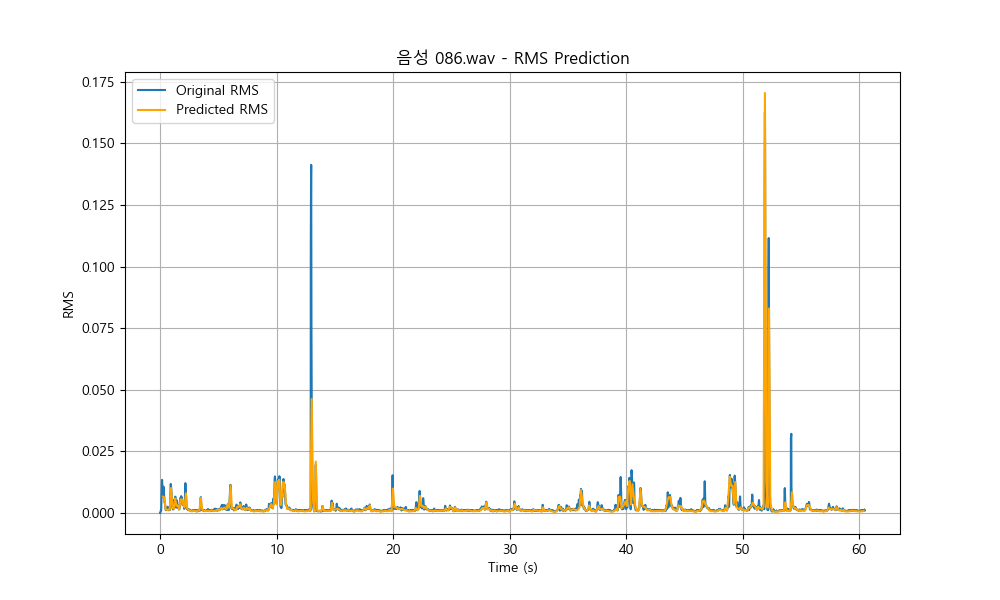 음성 086.wav - RMS Prediction
Original RMS
Predicted RMS
0.175
0.150
0.125
0.100
0.075
0.050
0.025
0.000
RMS
0 10 20 30 40 50 60
Time (s)